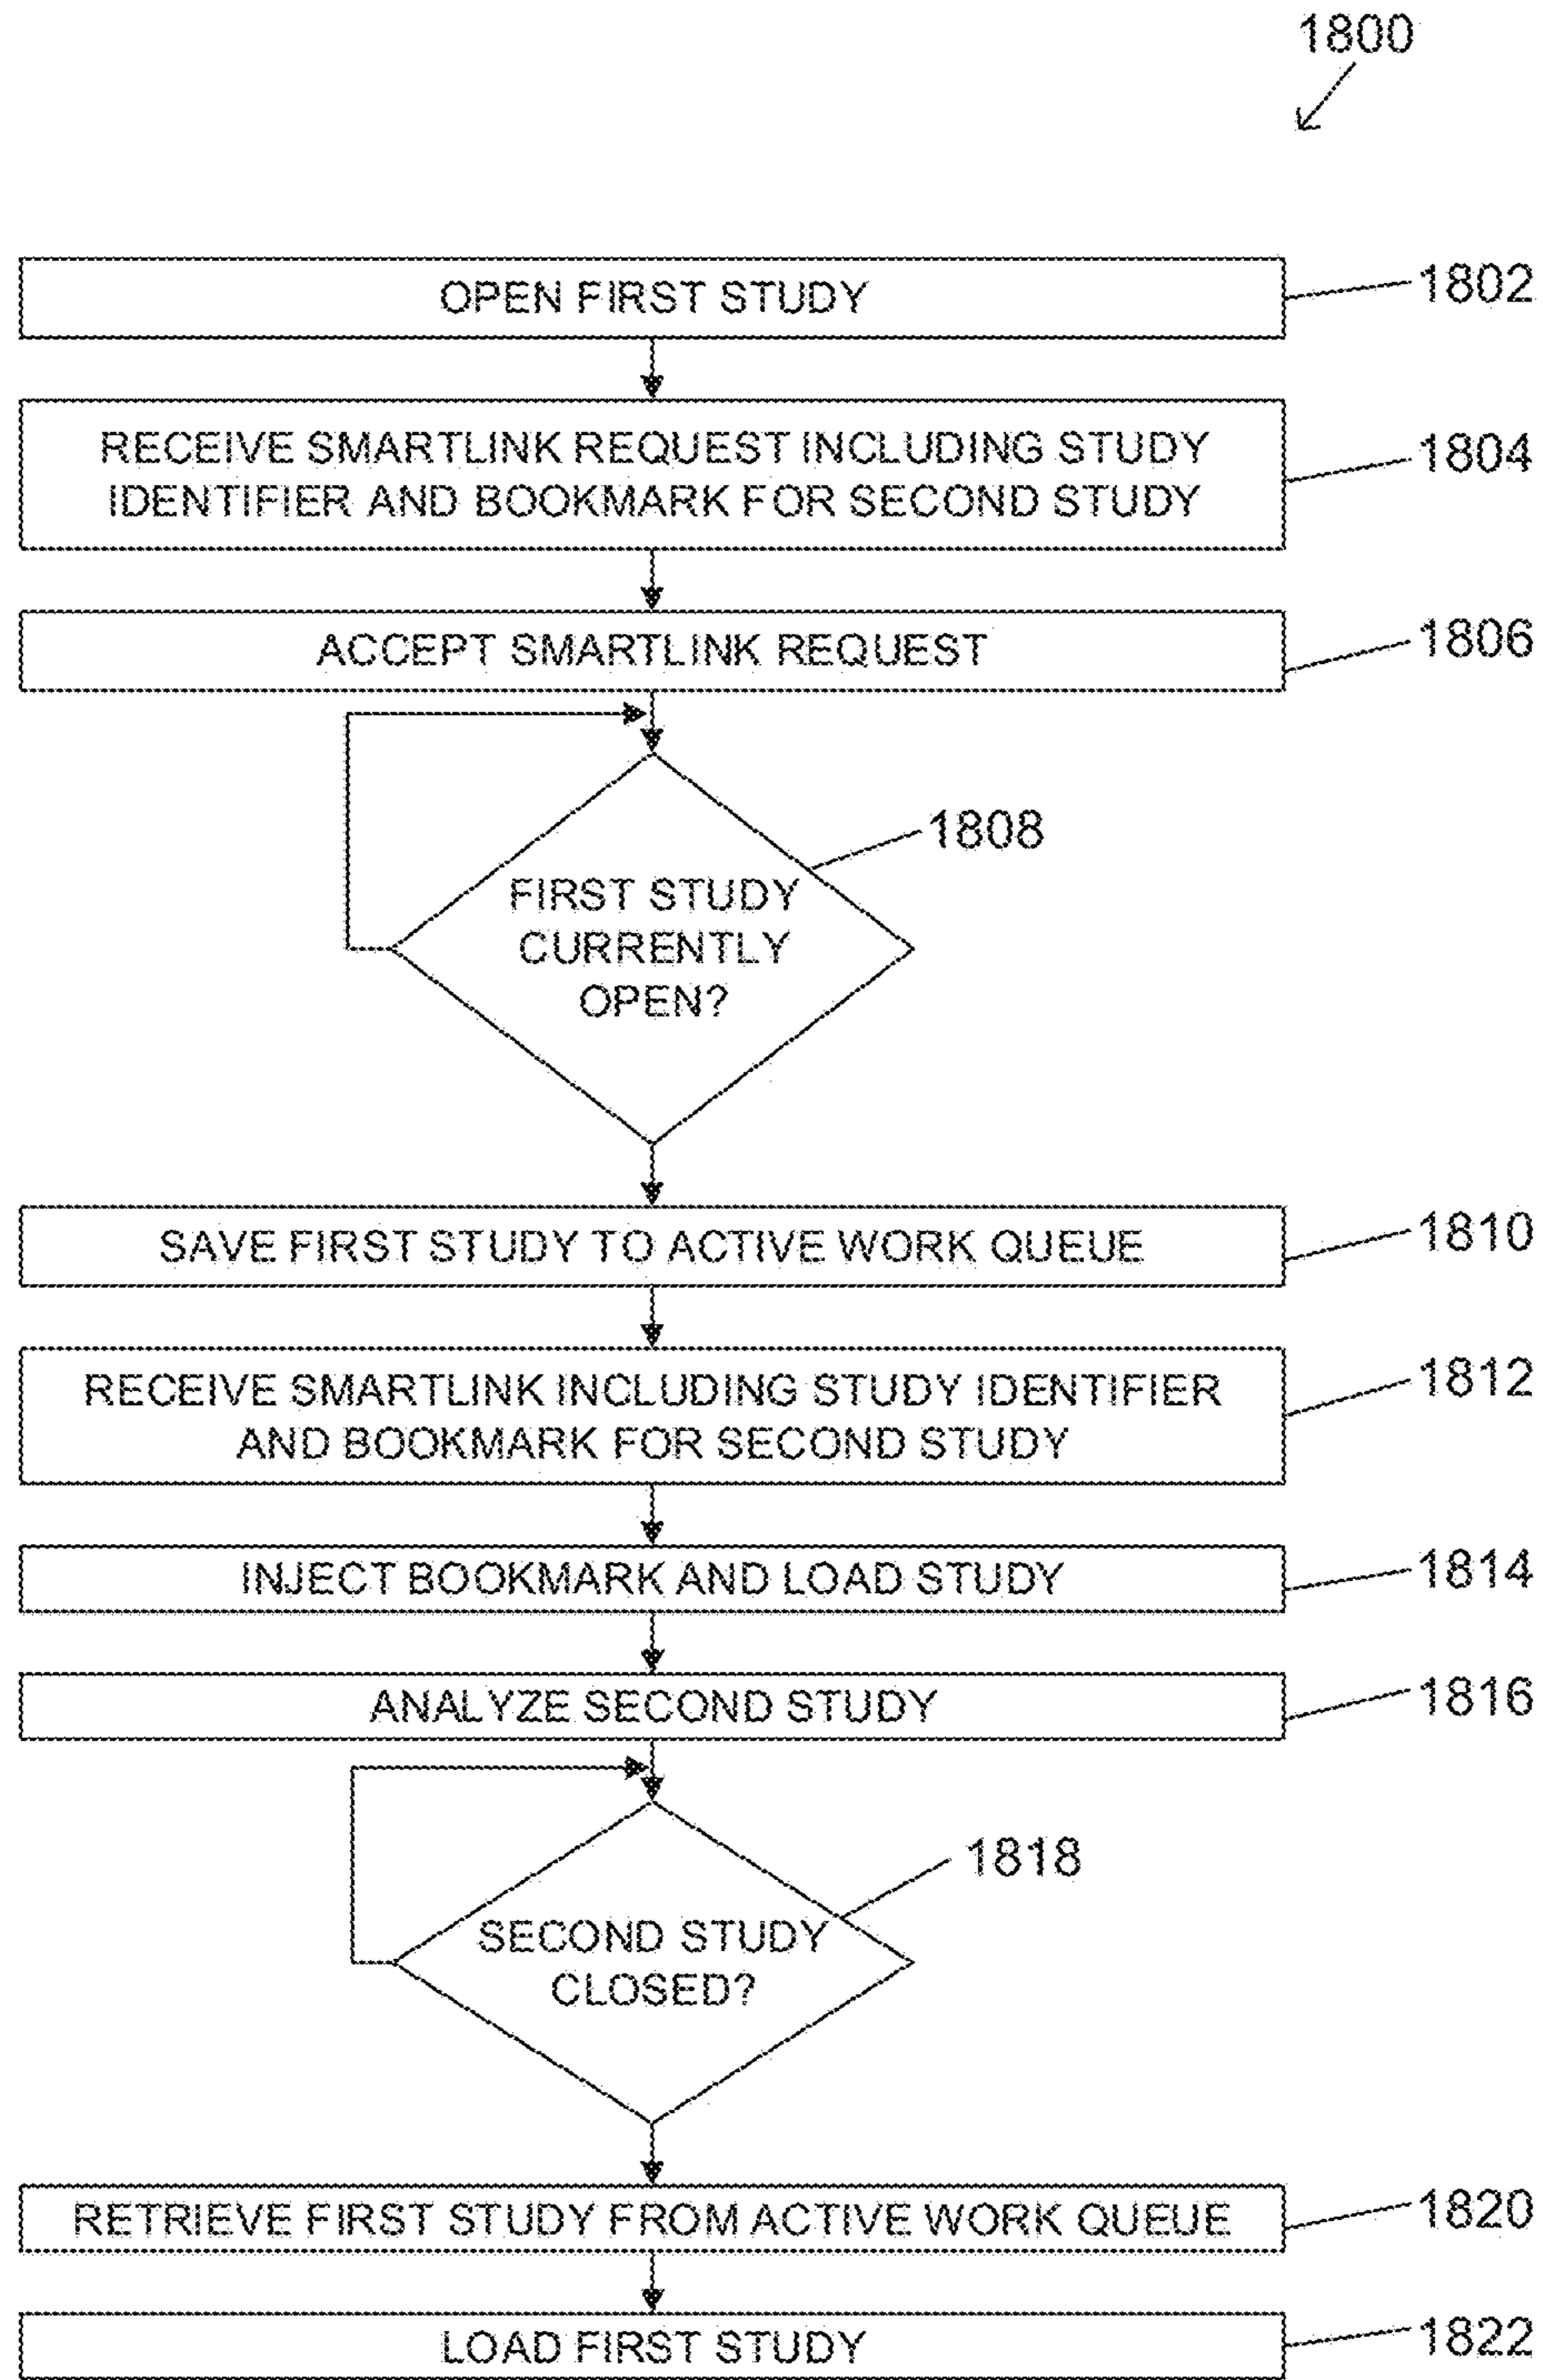 1800
OPEN FIRST STUDY
1802
RECEIVE SMARTLINK REQUEST INCLUDING STUDY
IDENTIFIER AND BOOKMARK FOR SECOND STUDY
1804
ACCEPT SMARTLINK REQUEST
1806
1808
FIRST STUDY
CURRENTLY
OPEN?
SAVE FIRST STUDY TO ACTIVE WORK QUEUE
1810
RECEIVE SMARTLINK INCLUDING STUDY IDENTIFIER
AND BOOKMARK FOR SECOND STUDY
1812
INJECT BOOKMARK AND LOAD STUDY
1814
ANALYZE SECOND STUDY
1816
1818
SECOND STUDY
CLOSED?
RETRIEVE FIRST STUDY FROM ACTIVE WORK QUEUE
1820
LOAD FIRST STUDY
1822